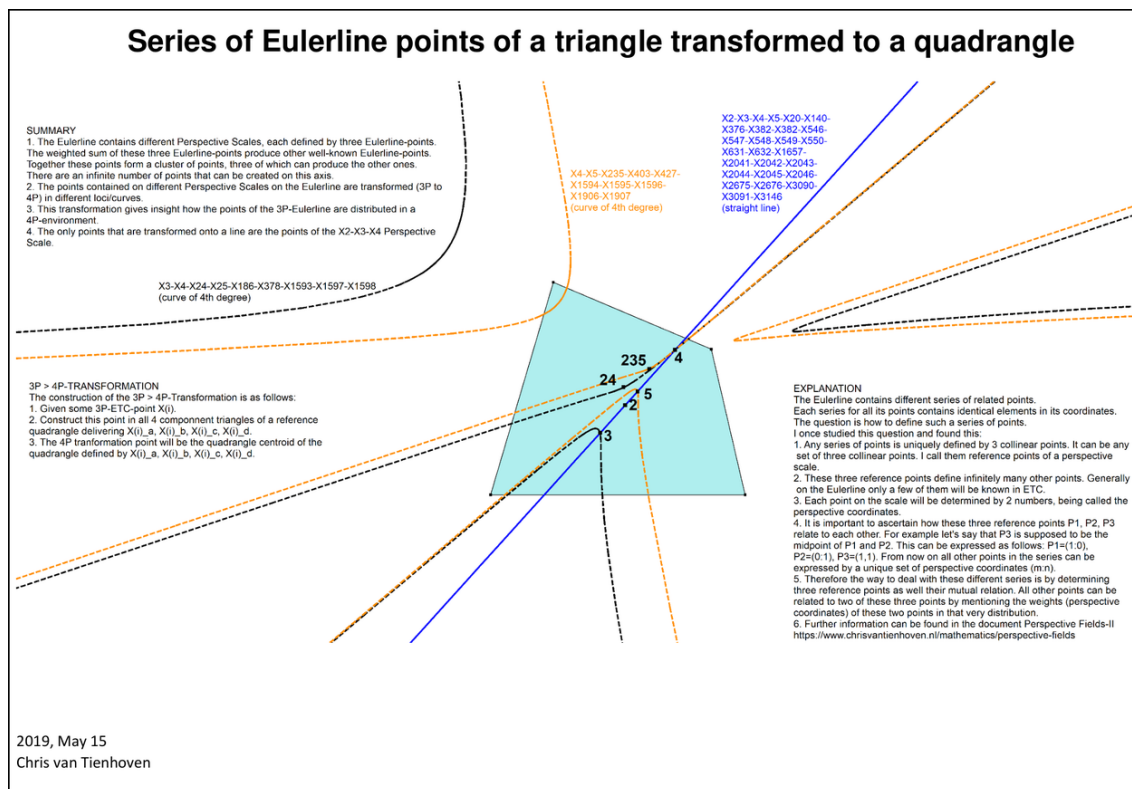 Series of Eulerline points of a triangle transformed to a quadrangle
SUMMARY
1. The Eulerline contains different Perspective Scales, each defined by three Eulerline-points.
The weighted sum of these three Eulerline-points produce other well-known Eulerline-points.
Together these points form a cluster of points, three of which can produce the other ones.
There are an infinite number of points that can be created on this axis.
2. The points contained on different Perspective Scales on the Eulerline are transformed (3P to
4P) in different loci/curves.
3. This transformation gives insight how the points of the 3P-Eulerline are distributed in a
4P-environment.
4. The only points that are transformed onto a line are the points of the X2-X3-X4 Perspective
Scale.
X4-X5-235-X403-X427-
X1594-X1595-X1596-
X1906-X1907
(curve of 4th degree)
X2-X3-X4-X5-X20-X140-
X376-X382-X382-X546-
X547-X548-X549-X550-
X631-X632-X1657-
X2041-X2042-X2043-
X2044-X2045-X2046-
X2675-X2676-X3090-
X3091-X3146
(straight line)
X3-X4-X24-X25-X186-X378-X1593-X1597-X1598
(curve of 4th degree)
235
4
24
5
2
3
3P > 4P-TRANSFORMATION
The construction of the 3P > 4P-Transformation is as follows:
1. Given some 3P-ETC-point X(i).
2. Construct this point in all 4 componnent triangles of a reference
quadrangle delivering X(i)_a, X(i)_b, X(i)_c, X(i)_d.
3. The 4P tranformation point will be the quadrangle centroid of the
quadrangle defined by X(i)_a, X(i)_b, X(i)_c, X(i)_d.
EXPLANATION
The Eulerline contains different series of related points.
Each series for all its points contains identical elements in its coordinates.
The question is how to define such a series of points.
I once studied this question and found this:
1. Any series of points is uniquely defined by 3 collinear points. It can be any
set of three collinear points. I call them reference points of a perspective
scale.
2. These three reference points define infinitely many other points. Generally
on the Eulerline only a few of them will be known in ETC.
3. Each point on the scale will be determined by 2 numbers, being called the
perspective coordinates.
4. It is important to ascertain how these three reference points P1, P2, P3
relate to each other. For example let's say that P3 is supposed to be the
midpoint of P1 and P2. This can be expressed as follows: P1=(1:0),
P2=(0:1), P3=(1,1). From now on all other points in the series can be
expressed by a unique set of perspective coordinates (m:n).
5. Therefore the way to deal with these different series is by determining
three reference points as well their mutual relation. All other points can be
related to two of these three points by mentioning the weights (perspective
coordinates) of these two points in that very distribution.
6. Further information can be found in the document Perspective Fields-II
https://www.chrisvantienhoven.nl/mathematics/perspective-fields
2019, May 15
Chris van Tienhoven